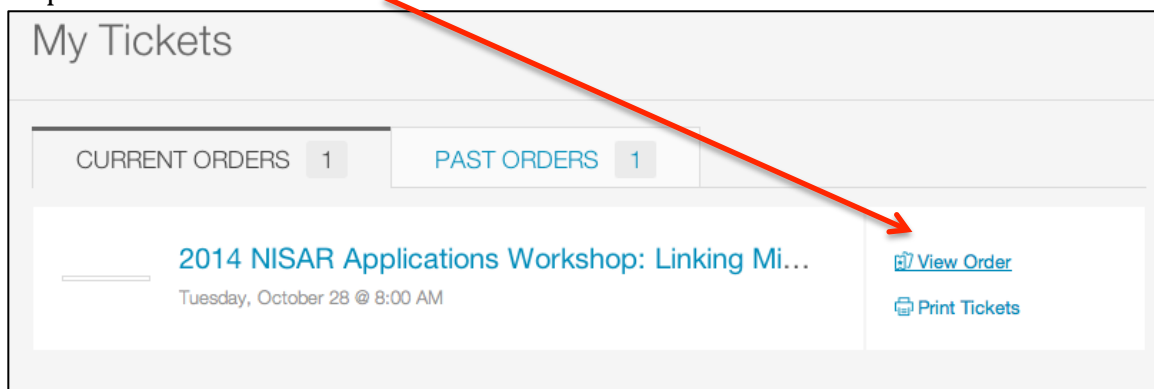 My Tickets
CURRENT ORDERS 1 PAST ORDERS 1
2014 NISAR Applications Workshop: Linking Mi...
Tuesday, October 28 @ 8:00 AM
View Order
Print Tickets